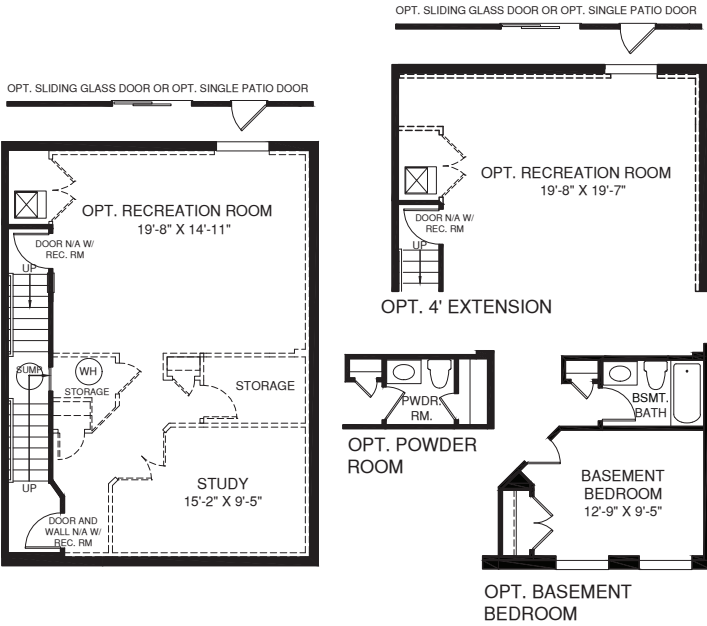 OPT. SLIDING GLASS DOOR OR OPT. SINGLE PATIO DOOR
OPT. RECREATION ROOM
19'-8" X 14'-11"
DOOR N/A W/
REC. RM
UP
SUMP
WH
STORAGE
STORAGE
UP
STUDY
15'-2" X 9'-5"
DOOR AND
WALL N/A W/
REC. RM
OPT. SLIDING GLASS DOOR OR OPT. SINGLE PATIO DOOR
OPT. RECREATION ROOM
19'-8" X 19'-7"
DOOR N/A W/
REC. RM
UP
OPT. 4' EXTENSION
PWDR.
RM.
OPT. POWDER
ROOM
BSMT.
BATH
BASEMENT
BEDROOM
12'-9" X 9'-5"
OPT. BASEMENT
BEDROOM